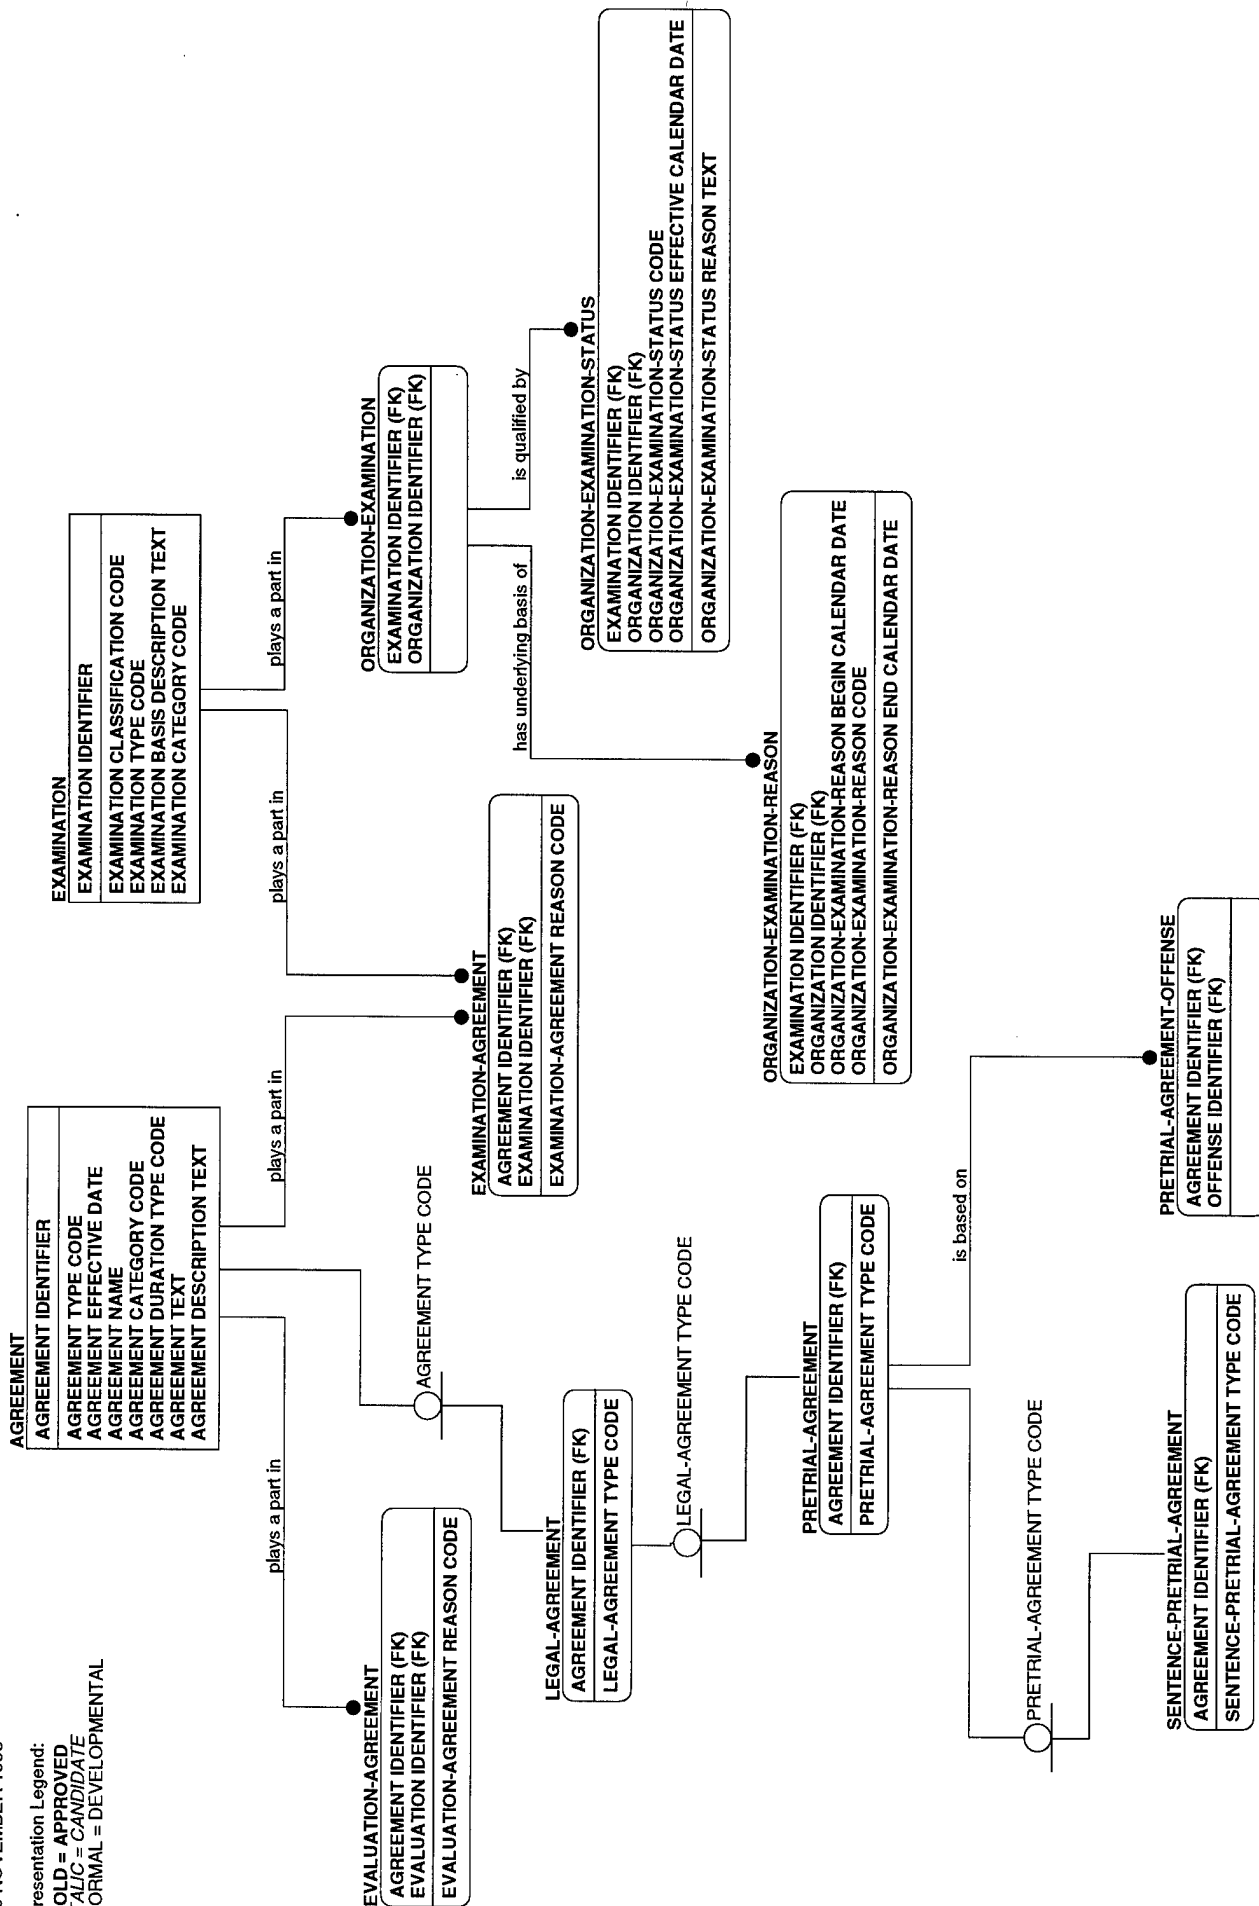 NOVEMBER
resentation Legend:
OLD = APPROVED
ALIC = CANDIDATE
ORMAL = DEVELOPMENTAL
AGREEMENT
AGREEMENT IDENTIFIER
AGREEMENT TYPE CODE
AGREEMENT EFFECTIVE DATE
AGREEMENT NAME
AGREEMENT CATEGORY CODE
AGREEMENT DURATION TYPE CODE
AGREEMENT TEXT
AGREEMENT DESCRIPTION TEXT
EXAMINATION
EXAMINATION IDENTIFIER
EXAMINATION CLASSIFICATION CODE
EXAMINATION TYPE CODE
EXAMINATION BASIS DESCRIPTION TEXT
EXAMINATION CATEGORY CODE
plays a part in
plays a part in
plays a part in
plays a part in
EVALUATION-AGREEMENT
AGREEMENT IDENTIFIER (FK)
EVALUATION IDENTIFIER (FK)
EVALUATION-AGREEMENT REASON CODE
AGREEMENT TYPE CODE
EXAMINATION-AGREEMENT
AGREEMENT IDENTIFIER (FK)
EXAMINATION IDENTIFIER (FK)
EXAMINATION-AGREEMENT REASON CODE
ORGANIZATION-EXAMINATION
EXAMINATION IDENTIFIER (FK)
ORGANIZATION IDENTIFIER (FK)
has underlying basis of
is qualified by
LEGAL-AGREEMENT
AGREEMENT IDENTIFIER (FK)
LEGAL-AGREEMENT TYPE CODE
LEGAL-AGREEMENT TYPE CODE
ORGANIZATION-EXAMINATION-STATUS
EXAMINATION IDENTIFIER (FK)
ORGANIZATION IDENTIFIER (FK)
ORGANIZATION-EXAMINATION-STATUS CODE
ORGANIZATION-EXAMINATION-STATUS EFFECTIVE CALENDAR DATE
ORGANIZATION-EXAMINATION-STATUS REASON TEXT
ORGANIZATION-EXAMINATION-REASON
EXAMINATION IDENTIFIER (FK)
ORGANIZATION IDENTIFIER (FK)
ORGANIZATION-EXAMINATION-REASON BEGIN CALENDAR DATE
ORGANIZATION-EXAMINATION-REASON CODE
ORGANIZATION-EXAMINATION-REASON END CALENDAR DATE
PRETRIAL-AGREEMENT
AGREEMENT IDENTIFIER (FK)
PRETRIAL-AGREEMENT TYPE CODE
is based on
PRETRIAL-AGREEMENT TYPE CODE
SENTENCE-PRETRIAL-AGREEMENT
AGREEMENT IDENTIFIER (FK)
SENTENCE-PRETRIAL-AGREEMENT TYPE CODE
PRETRIAL-AGREEMENT-OFFENSE
AGREEMENT IDENTIFIER (FK)
OFFENSE IDENTIFIER (FK)